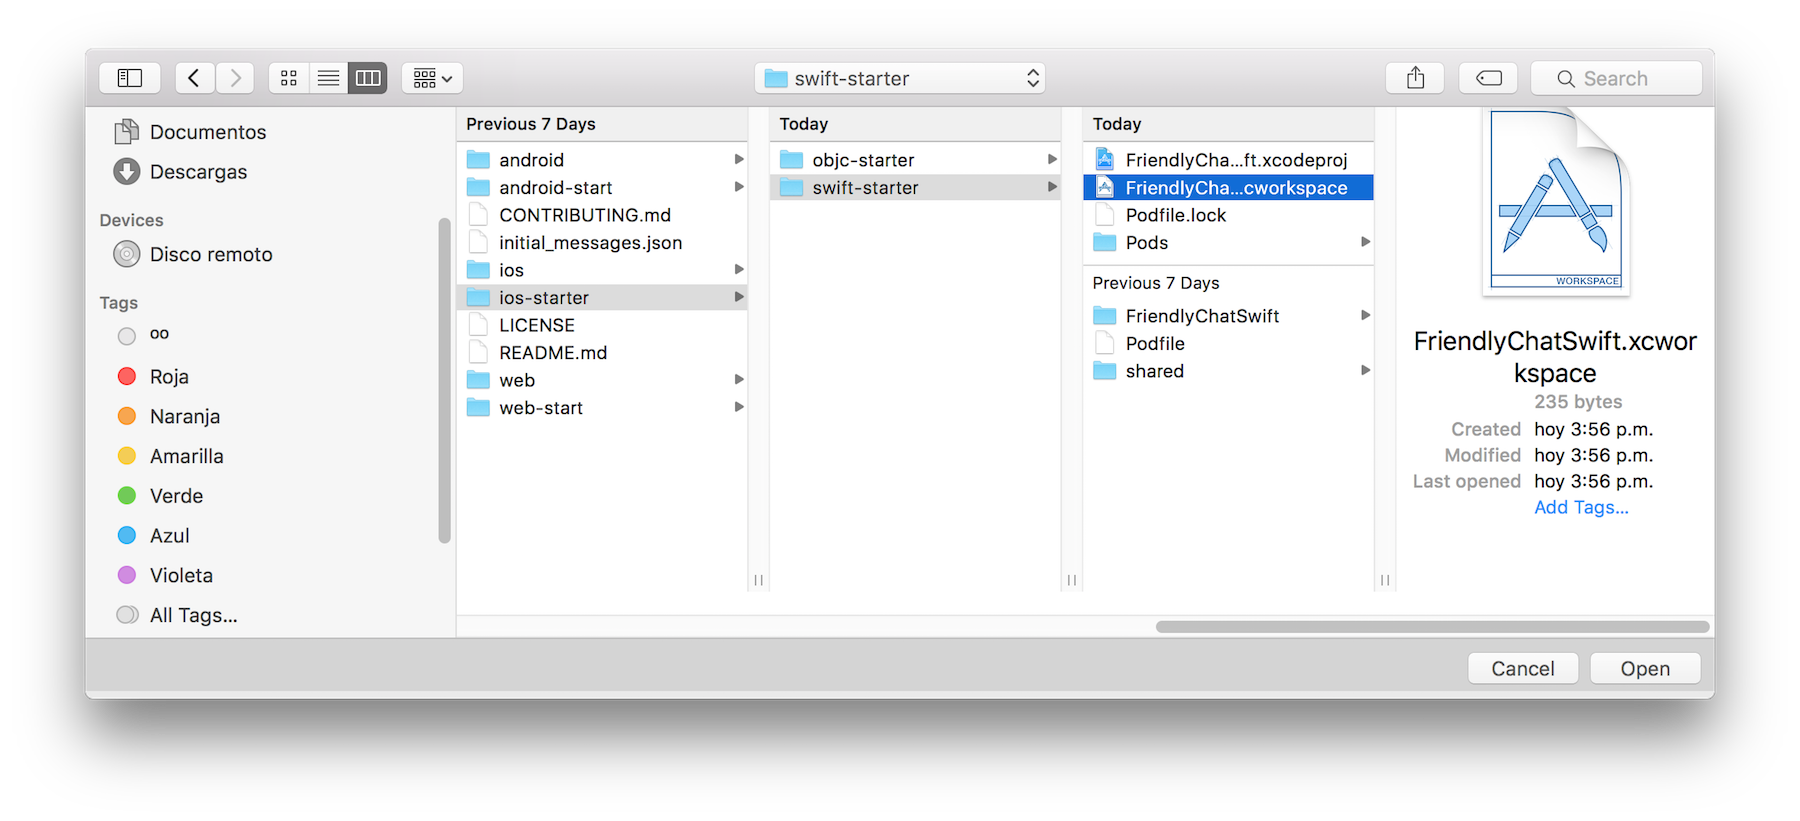 swift-starter
Search
Documentos
Descargas
Devices
Disco remoto
Tags
oo
Roja
Naranja
Amarilla
Verde
Azul
Violeta
All Tags...
Previous 7 Days
android
android-start
CONTRIBUTING.md
initial_messages.json
ios
ios-starter
LICENSE
README.md
web
web-start
Today
objc-starter
swift-starter
Today
FriendlyCha...ft.xcodeproj
FriendlyCha...cworkspace
Podfile.lock
Pods
Previous 7 Days
FriendlyChatSwift
Podfile
shared
WORKSPACE
FriendlyChatSwift.xcwor
kspace
235 bytes
Created hoy 3:56 p.m.
Modified hoy 3:56 p.m.
Last opened hoy 3:56 p.m.
Add Tags...
Cancel
Open